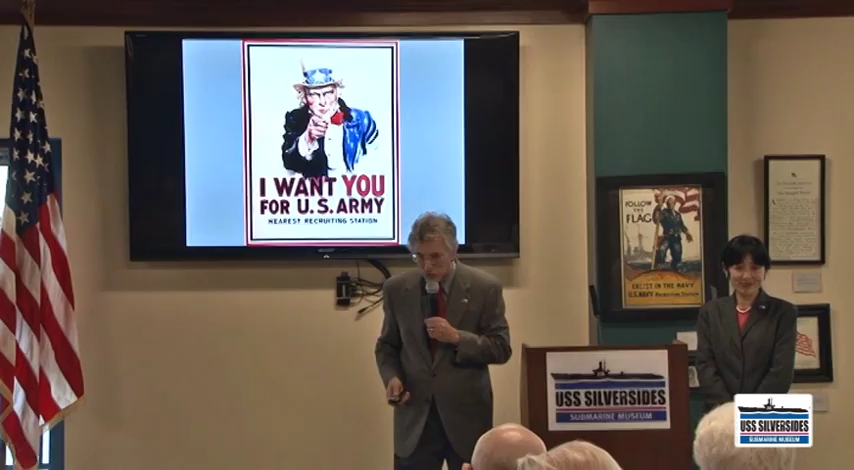 I WANT YOU
FOR U.S. ARMY
NEAREST RECRUITING STATION
FOLLOW
THE
FLAG
ENLIST IN THE NAVY
U.S. NAVY Recruiting Station
USS SILVERSIDES
SUBMARINE MUSEUM
USS SILVERSIDES
SUBMARINE MUSEUM